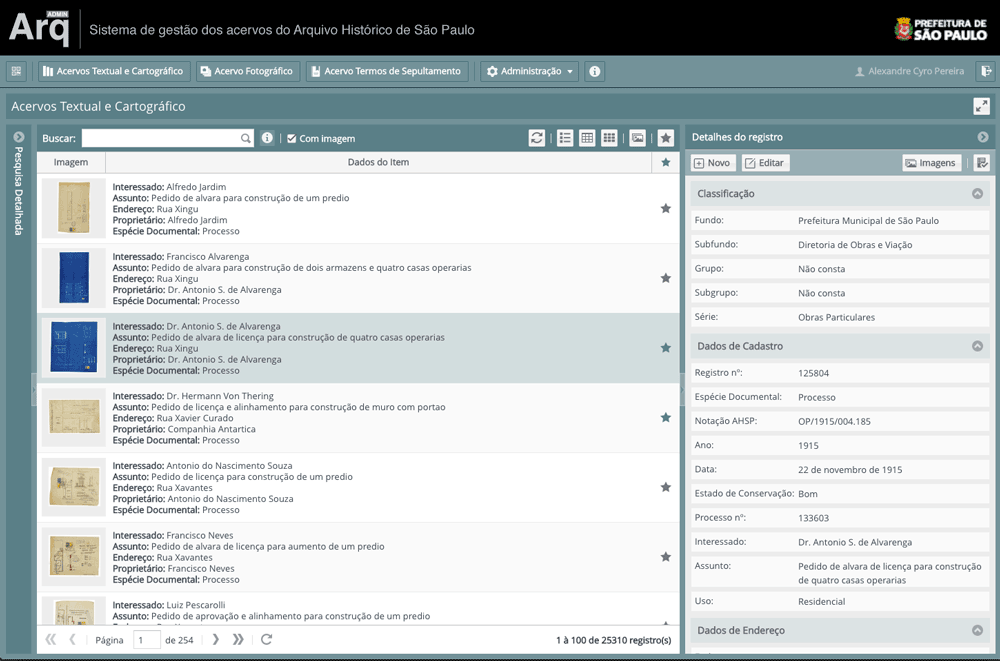 Arq ADMIN
Sistema de gestão dos acervos do Arquivo Histórico de São Paulo
PREFEITURA DE
SÃO PAULO
Acervos Textual e Cartográfico
Acervo Fotográfico
Acervo Termos de Sepultamento
Administração
Alexandre Cyro Pereira
Acervos Textual e Cartográfico
Pesquisa Detalhada
Buscar:
Com imagem
Imagem
Dados do Item
Interessado: Alfredo Jardim
Assunto: Pedido de alvara para construção de um predio
Endereço: Rua Xingu
Proprietário: Alfredo Jardim
Espécie Documental: Processo
Interessado: Francisco Alvarenga
Assunto: Pedido de alvara para construção de dois armazens e quatro casas operarias
Endereço: Rua Xingu
Proprietário: Dr. Antonio S. de Alvarenga
Espécie Documental: Processo
Interessado: Dr. Antonio S. de Alvarenga
Assunto: Pedido de alvara de licença para construção de quatro casas operarias
Endereço: Rua Xingu
Proprietário: Dr. Antonio S. de Alvarenga
Espécie Documental: Processo
Interessado: Dr. Hermann Von Thering
Assunto: Pedido de licença e alinhamento para construção de muro com portao
Endereço: Rua Xavier Curado
Proprietário: Companhia Antartica
Espécie Documental: Processo
Interessado: Antonio do Nascimento Souza
Assunto: Pedido de licença para construção de um predio
Endereço: Rua Xavantes
Proprietário: Antonio do Nascimento Souza
Espécie Documental: Processo
Interessado: Francisco Neves
Assunto: Pedido de alvara de licença para aumento de um predio
Endereço: Rua Xavantes
Proprietário: Francisco Neves
Espécie Documental: Processo
Interessado: Luiz Pescarolli
Assunto: Pedido de aprovação e alinhamento para construção de um predio
Página 1 de 254
1 à 100 de 25310 registro(s)
Detalhes do registro
Novo
Editar
Imagens
Classificação
Fundo: Prefeitura Municipal de São Paulo
Subfundo: Diretoria de Obras e Viação
Grupo: Não consta
Subgrupo: Não consta
Série: Obras Particulares
Dados de Cadastro
Registro nº: 125804
Espécie Documental: Processo
Notação AHSP: OP/1915/004.185
Ano: 1915
Data: 22 de novembro de 1915
Estado de Conservação: Bom
Processo nº: 133603
Interessado: Dr. Antonio S. de Alvarenga
Assunto: Pedido de alvara de licença para construção
de quatro casas operarias
Uso: Residencial
Dados de Endereço